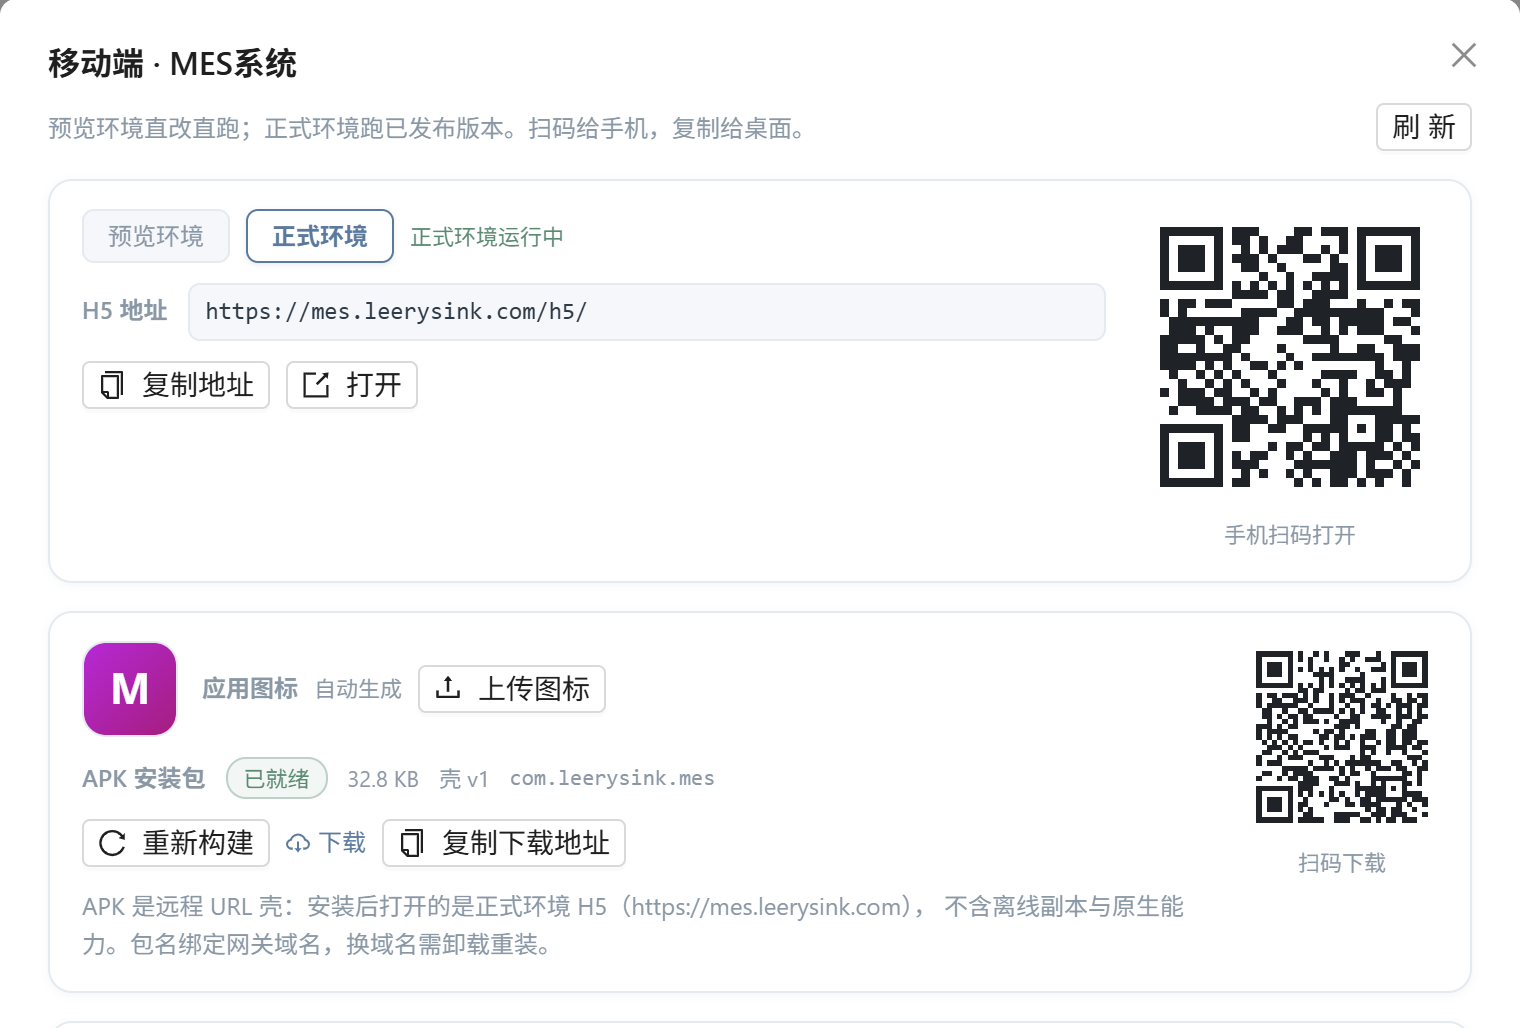 移动端 · MES系统
预览环境直改直跑；正式环境跑已发布版本。扫码给手机，复制给桌面。
刷 新
预览环境 正式环境 正式环境运行中
H5 地址 https://mes.leerysink.com/h5/
复制地址 打开
手机扫码打开
M 应用图标 自动生成 上传图标
APK 安装包 已就绪 32.8 KB 壳 v1 com.leerysink.mes
重新构建 下载 复制下载地址
扫码下载
APK 是远程 URL 壳：安装后打开的是正式环境 H5（https://mes.leerysink.com）， 不含离线副本与原生能
力。包名绑定网关域名，换域名需卸载重装。